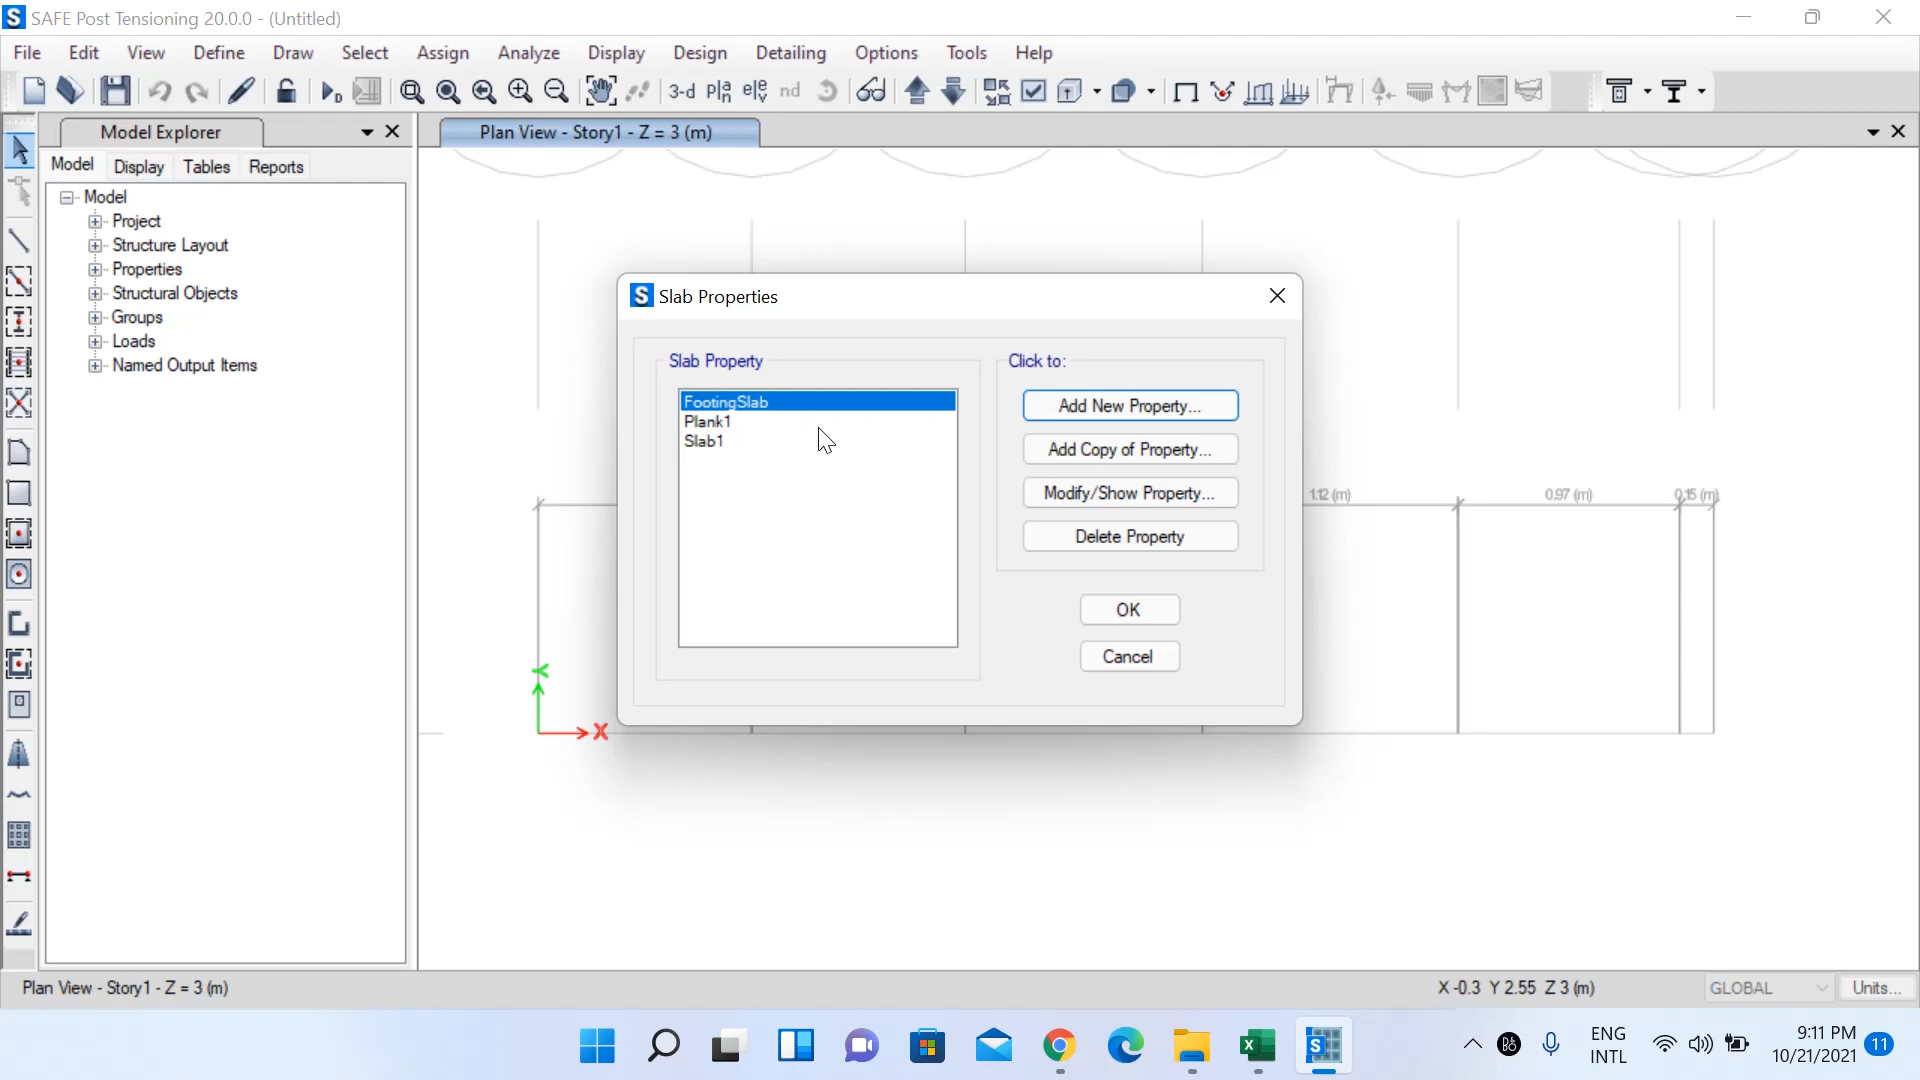 SAFE Post Tensioning 20.0.0 - (Untitled)
File Edit View Define Draw Select Assign Analyze Display Design Detailing Options Tools Help
3-d pla n ele v nd
Model Explorer
Plan View - Story1 - Z = 3 (m)
Model Display Tables Reports
Model
Project
Structure Layout
Properties
Structural Objects
Groups
Loads
Named Output Items
Slab Properties
Slab Property
FootingSlab
Plank1
Slab1
Click to:
Add New Property...
Add Copy of Property...
Modify/Show Property...
Delete Property
OK
Cancel
1.12 (m) 0.97 (m) 0.15 (m)
Y
X
Plan View - Story1 - Z = 3 (m)
X -0.3 Y 2.55 Z 3 (m)
GLOBAL
Units...
ENG
INTL
9:11 PM
10/21/2021
11